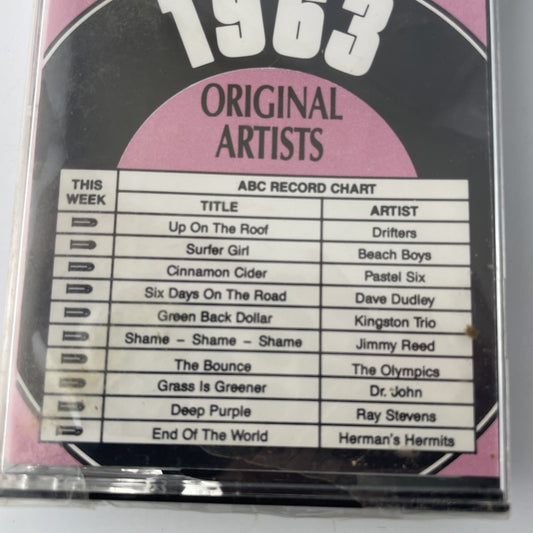 1963
ORIGINAL
ARTISTS
THIS WEEK ABC RECORD CHART
TITLE ARTIST
Up On The Roof Drifters
Surfer Girl Beach Boys
Cinnamon Cider Pastel Six
Six Days On The Road Dave Dudley
Green Back Dollar Kingston Trio
Shame – Shame – Shame Jimmy Reed
The Bounce The Olympics
Grass Is Greener Dr. John
Deep Purple Ray Stevens
End Of The World Herman's Hermits